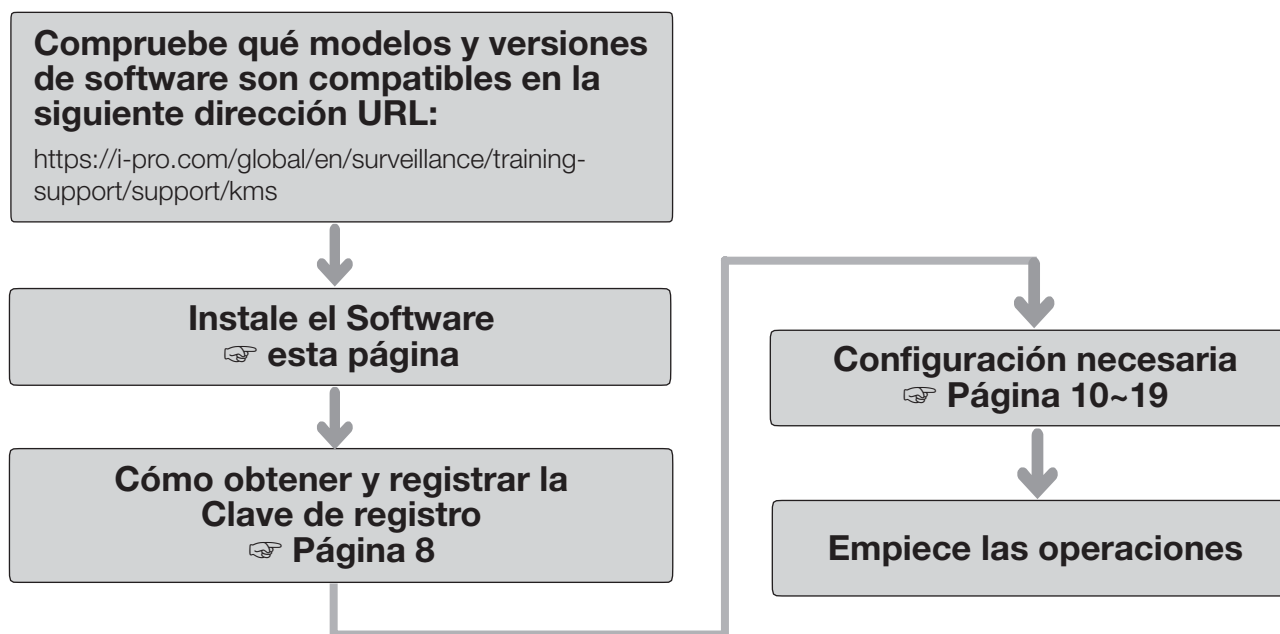 Compruebe qué modelos y versiones
de software son compatibles en la
siguiente dirección URL:
https://i-pro.com/global/en/surveillance/training-
support/support/kms
Instale el Software
☞ esta página
Cómo obtener y registrar la
Clave de registro
☞ Página 8
Configuración necesaria
☞ Página 10~19
Empiece las operaciones